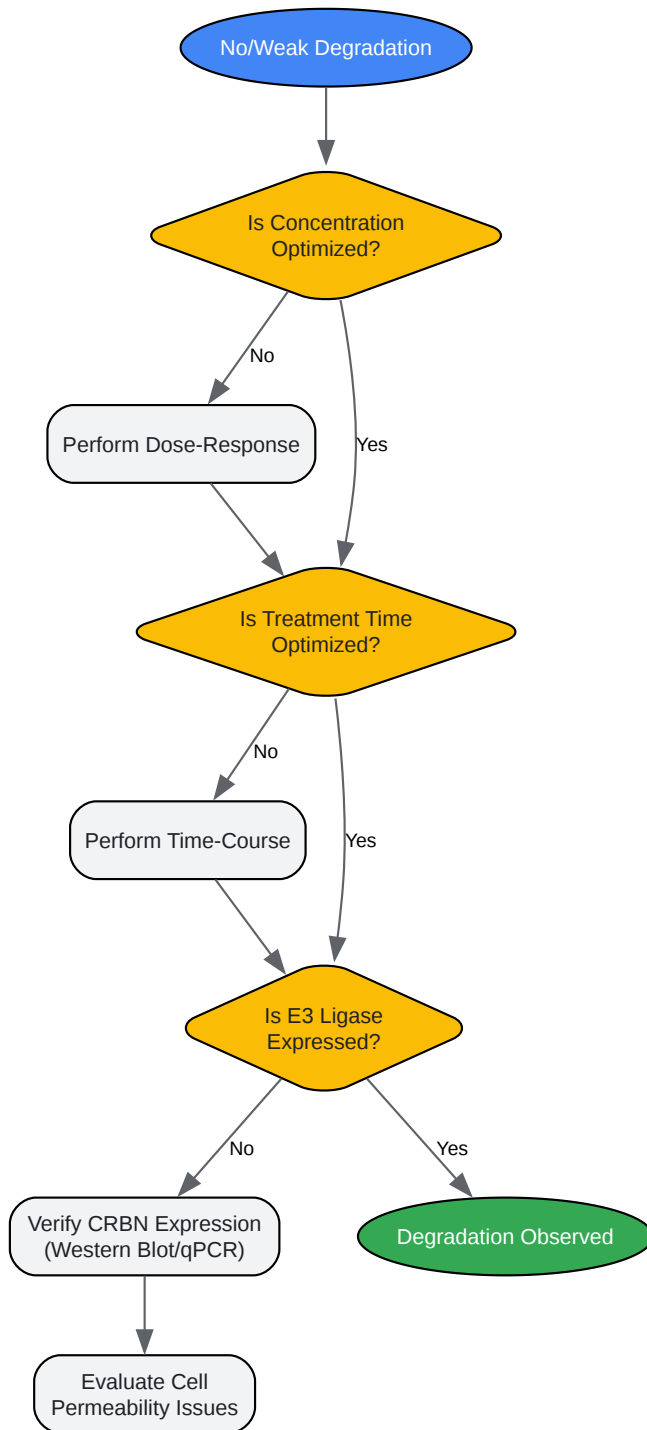 No/Weak Degradation
Is Concentration
Optimized?
No
Perform Dose-Response
Yes
Is Treatment Time
Optimized?
No
Perform Time-Course
Yes
Is E3 Ligase
Expressed?
No
Yes
Verify CRBN Expression
(Western Blot/qPCR)
Degradation Observed
Evaluate Cell
Permeability Issues